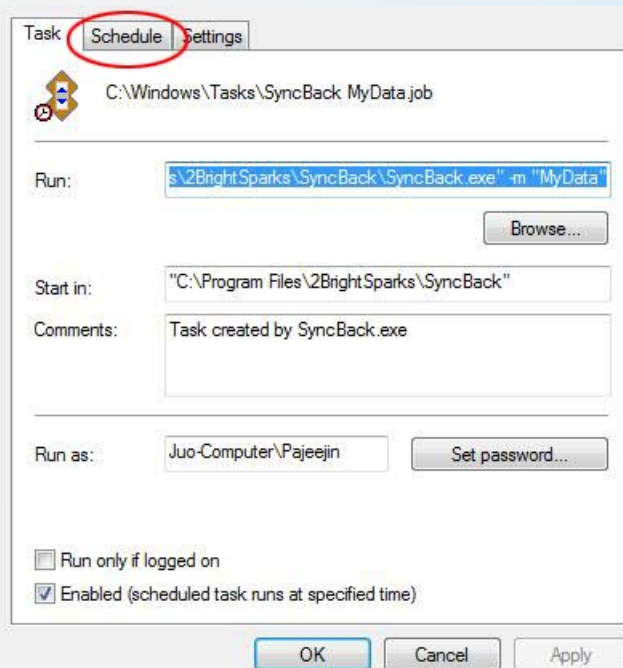 Task Schedule Settings
C:\Windows\Tasks\SyncBack MyData.job
Run: s\2BrightSparks\SyncBack\SyncBack.exe" -m "MyData"
Browse...
Start in: "C:\Program Files\2BrightSparks\SyncBack"
Comments: Task created by SyncBack.exe
Run as: Juo-Computer\Pajeejin Set password...
Run only if logged on
Enabled (scheduled task runs at specified time)
OK Cancel Apply